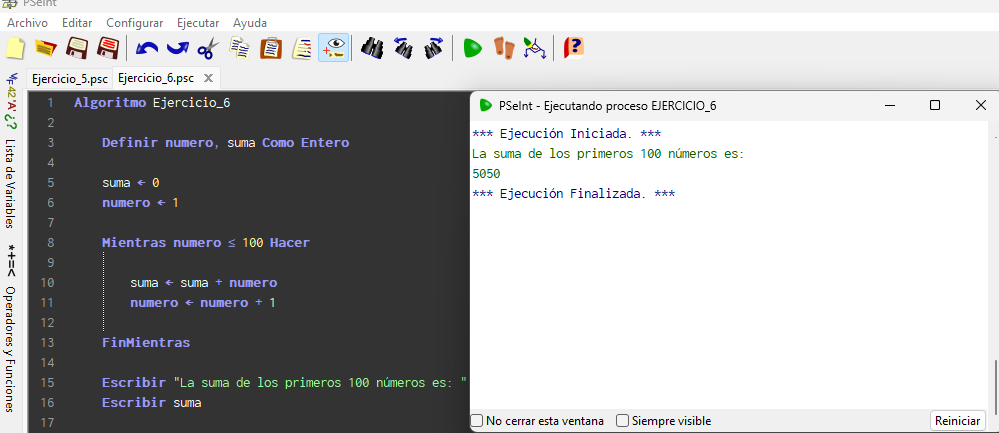 PSeInt
Archivo Editar Configurar Ejecutar Ayuda
Ejercicio_5.psc Ejercicio_6.psc
Lista de Variables
Operadores y Funciones
1 Algoritmo Ejercicio_6
2
3 Definir numero, suma Como Entero
4
5 suma ← 0
6 numero ← 1
7
8 Mientras numero ≤ 100 Hacer
9
10 suma ← suma + numero
11 numero ← numero + 1
12
13 FinMientras
14
15 Escribir "La suma de los primeros 100 números es: "
16 Escribir suma
17
PSeInt - Ejecutando proceso EJERCICIO_6
*** Ejecución Iniciada. ***
La suma de los primeros 100 números es:
5050
*** Ejecución Finalizada. ***
No cerrar esta ventana Siempre visible Reiniciar